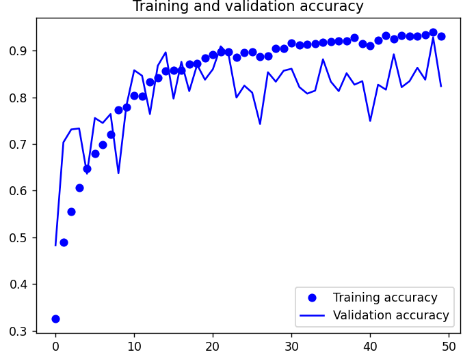 Training and validation accuracy
0.9
0.8
0.7
0.6
0.5
0.4
0.3
Training accuracy
Validation accuracy
0 10 20 30 40 50